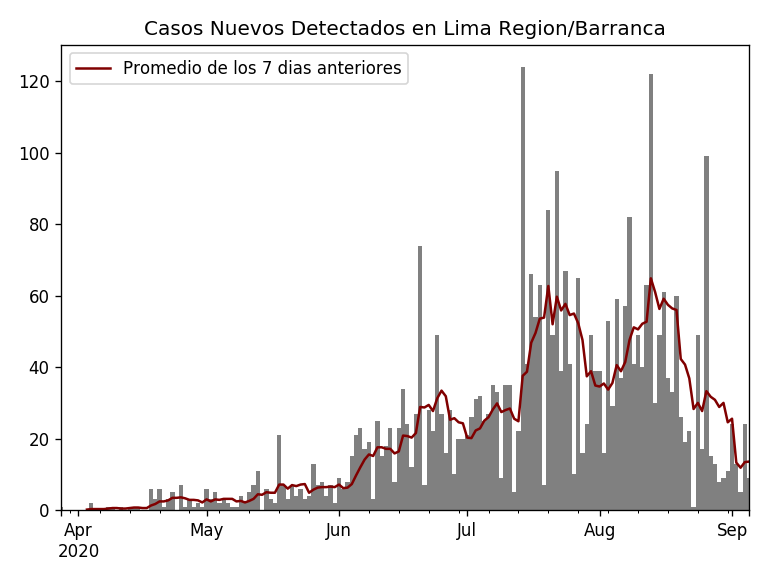 Casos Nuevos Detectados en Lima Region/Barranca
Promedio de los 7 dias anteriores
120
100
80
60
40
20
0
Apr May Jun Jul Aug Sep
2020